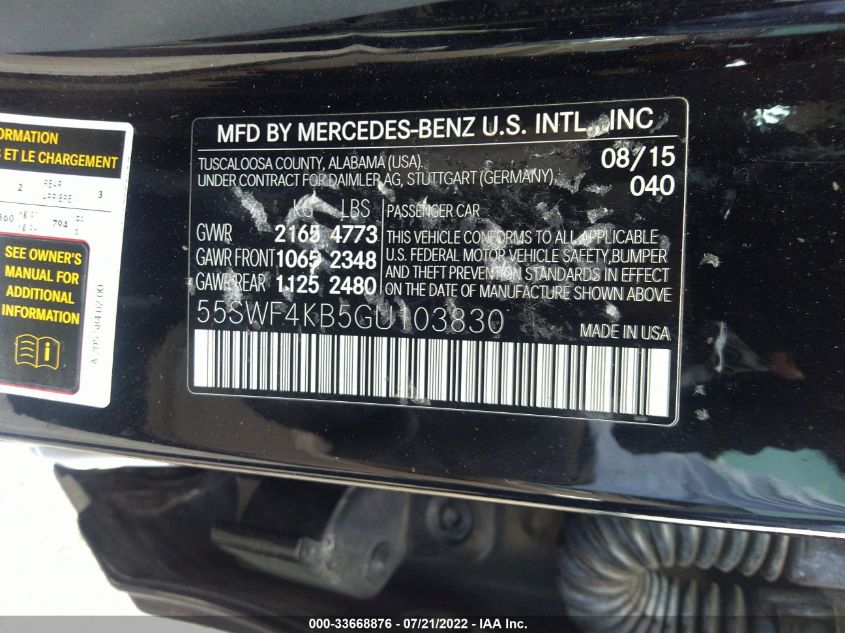 MFD BY MERCEDES-BENZ U.S. INTL., INC
TUSCALOOSA COUNTY, ALABAMA (USA).
UNDER CONTRACT FOR DAIMLER AG, STUTTGART (GERMANY)
08/15
040
KG LBS
GVWR 2165 4773
GAWR FRONT 1065 2348
GAWR REAR 1125 2480
PASSENGER CAR
THIS VEHICLE CONFORMS TO ALL APPLICABLE
U.S. FEDERAL MOTOR VEHICLE SAFETY, BUMPER
AND THEFT PREVENTION STANDARDS IN EFFECT
ON THE DATE OF MANUFACTURE SHOWN ABOVE
55SWF4KB5GU103830
MADE IN USA
ET LE CHARGEMENT
2 REAR 3
ARRIÈRE
794
SEE OWNER'S
MANUAL FOR
ADDITIONAL
INFORMATION
000-33668876 / 07/21/2022 - IAA Inc.